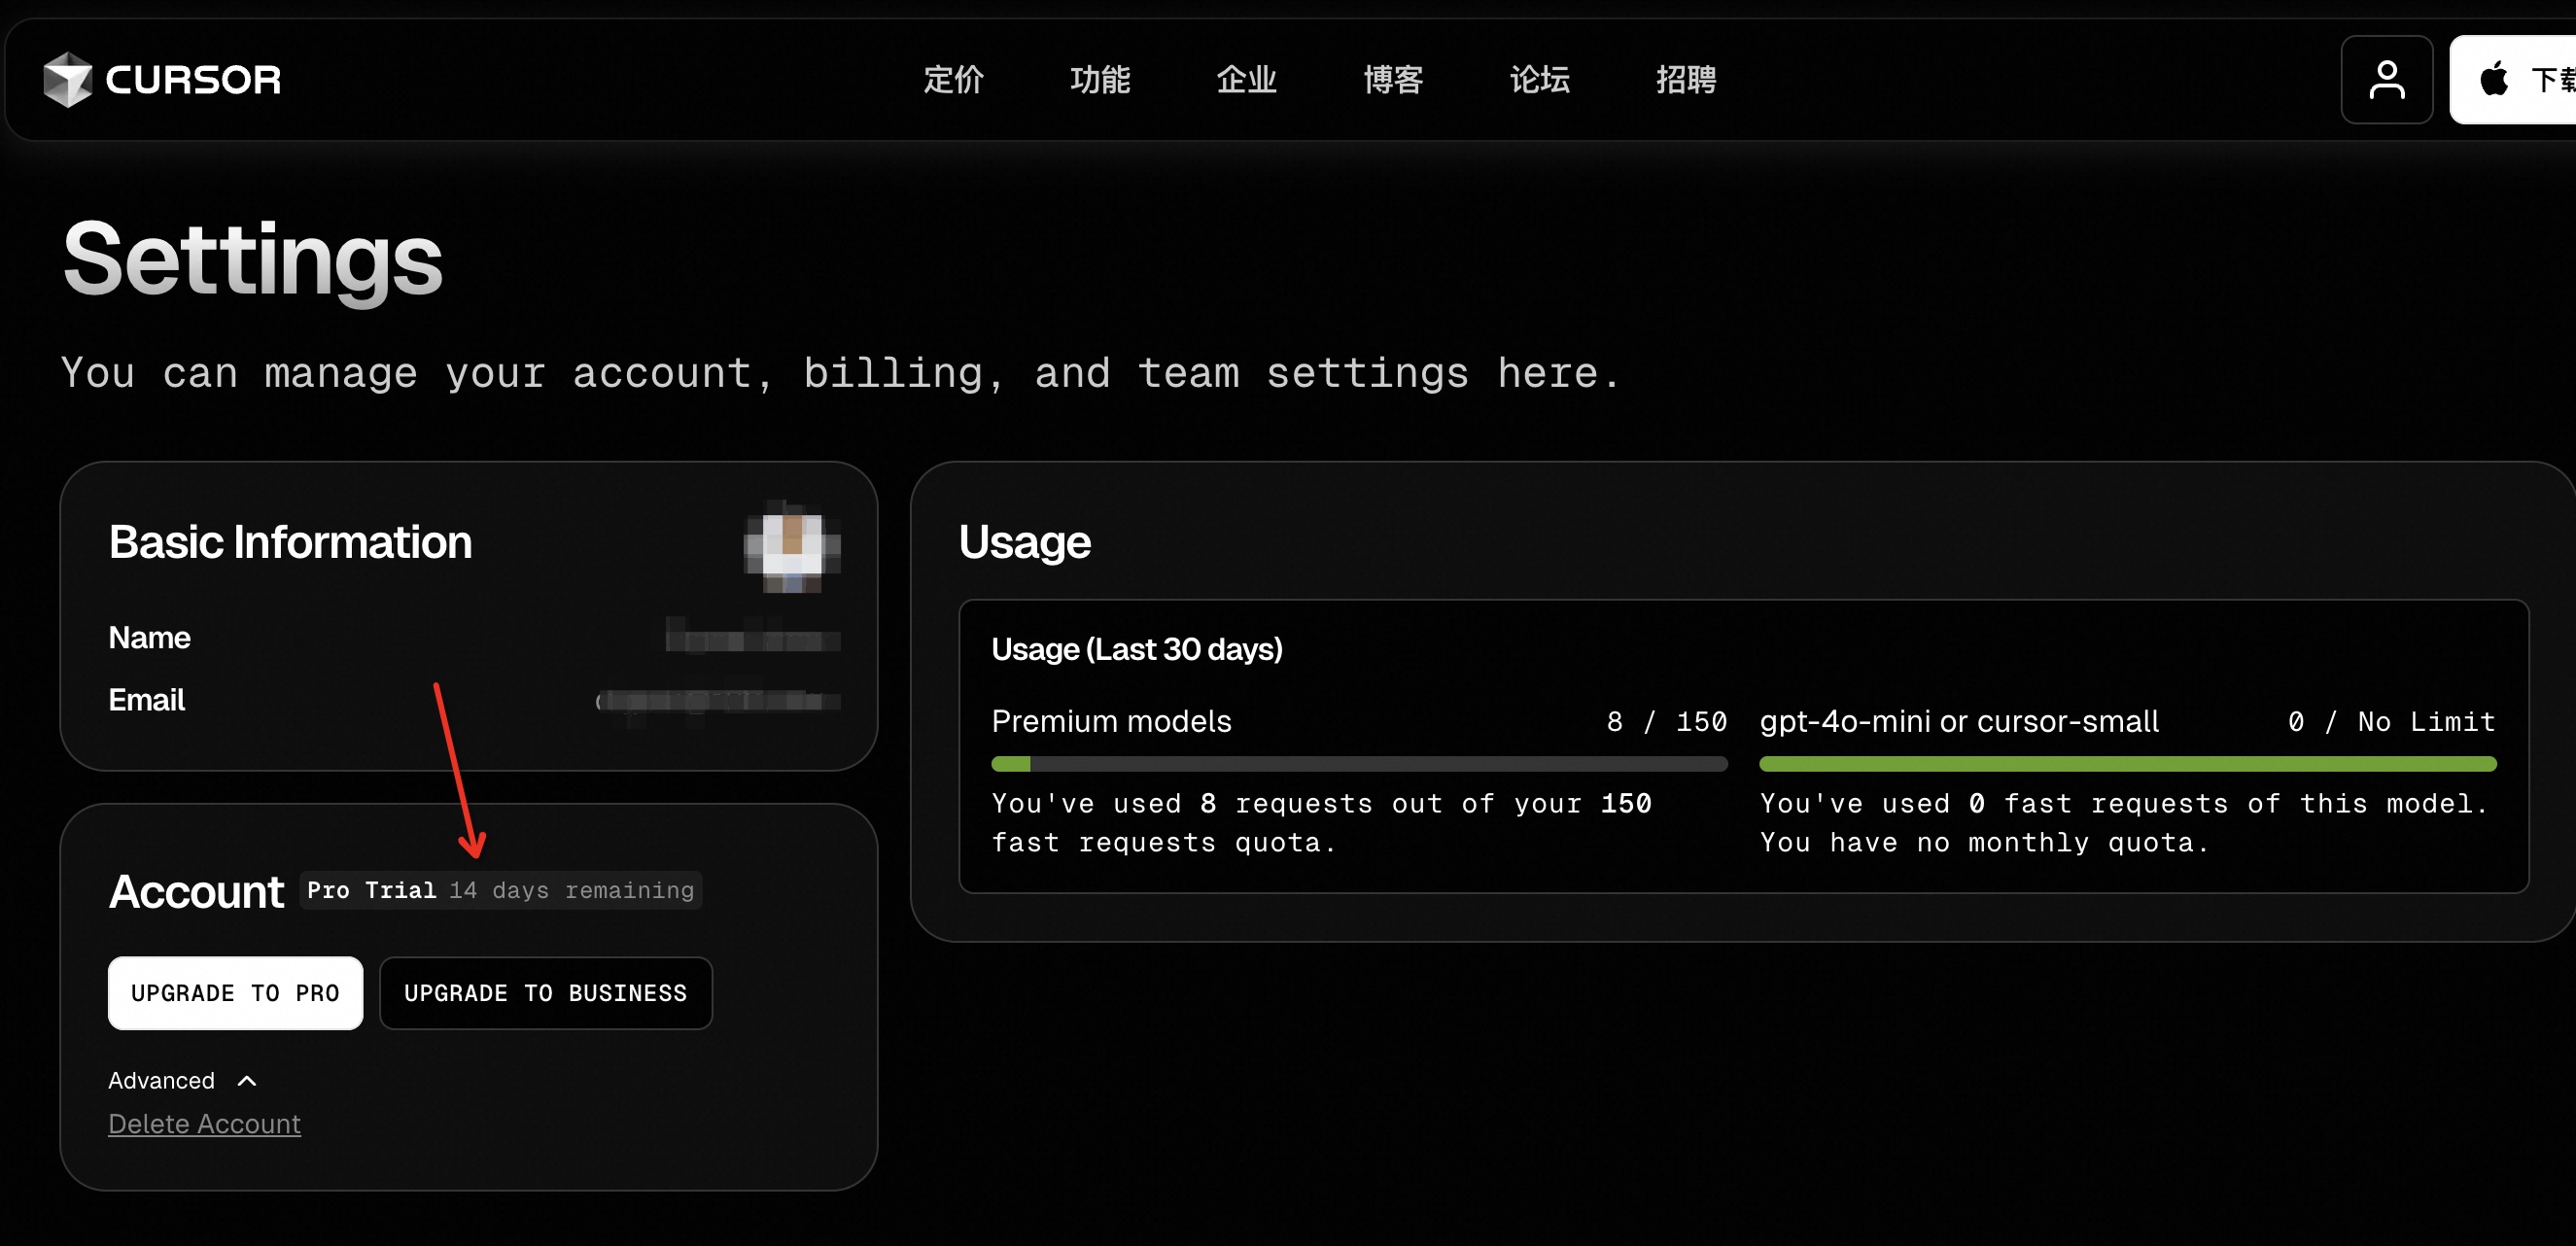 CURSOR
定价 功能 企业 博客 论坛 招聘
下载
Settings
You can manage your account, billing, and team settings here.
Basic Information
Name
Email
Account Pro Trial 14 days remaining
UPGRADE TO PRO UPGRADE TO BUSINESS
Advanced
Delete Account
Usage
Usage (Last 30 days)
Premium models 8 / 150
You've used 8 requests out of your 150
fast requests quota.
gpt-4o-mini or cursor-small 0 / No Limit
You've used 0 fast requests of this model.
You have no monthly quota.